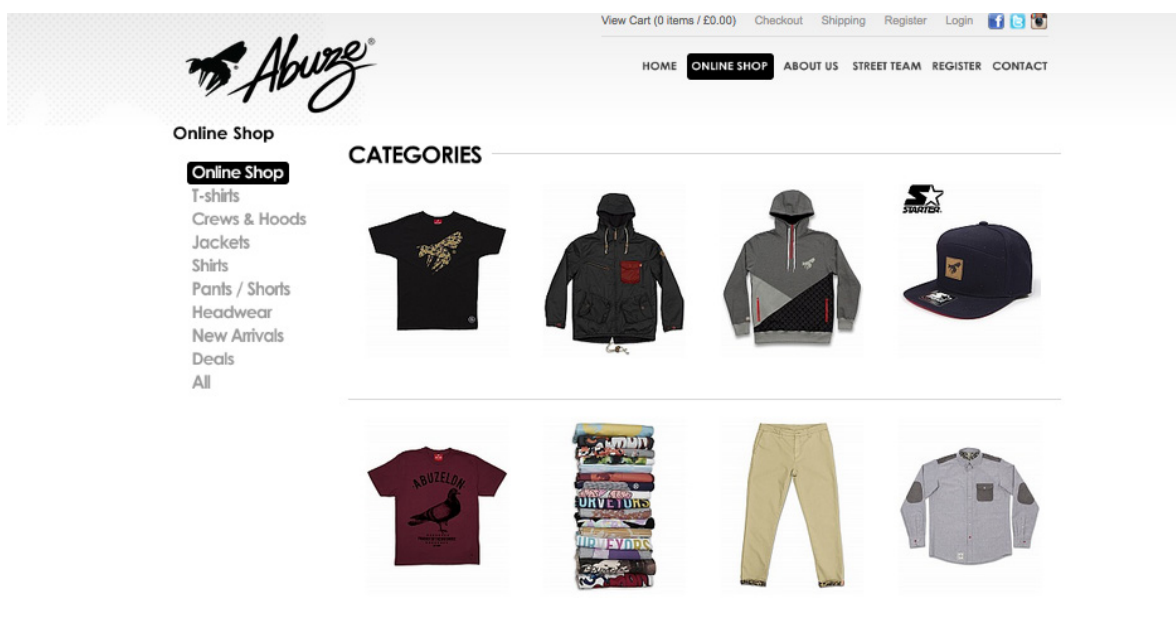 View Cart (0 items / £0.00) Checkout Shipping Register Login
Abuze®
HOME ONLINE SHOP ABOUT US STREET TEAM REGISTER CONTACT
Online Shop
Online Shop
T-shirts
Crews & Hoods
Jackets
Shirts
Pants / Shorts
Headwear
New Arrivals
Deals
All
CATEGORIES
STARTER.
ABUZELDN